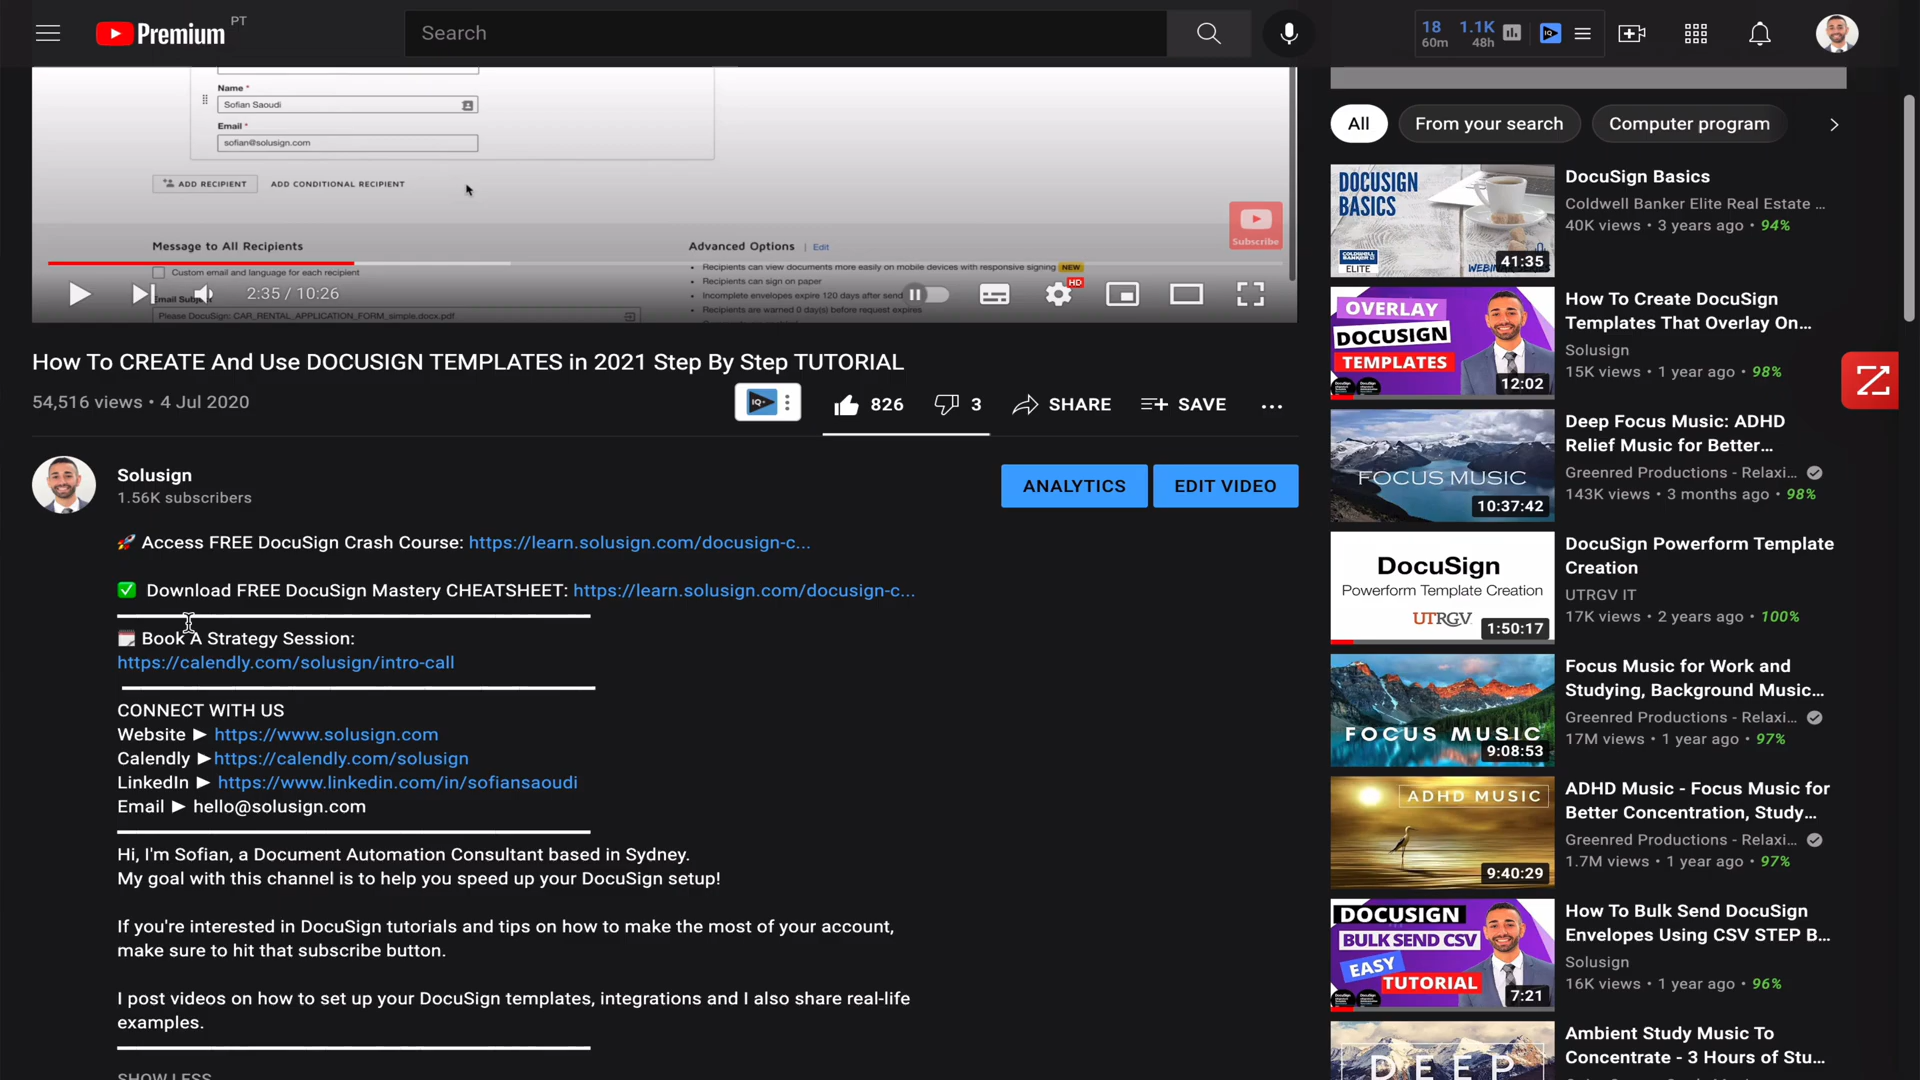 Premium
PT
Search
18
60m
1.1K
48h
Name *
Sofian Saoudi
Email *
sofian@solusign.com
ADD RECIPIENT
ADD CONDITIONAL RECIPIENT
Message to All Recipients
Custom email and language for each recipient
Email Subject
Please DocuSign: CAR_RENTAL_APPLICATION_FORM_simple.docx.pdf
Advanced Options | Edit
• Recipients can view documents more easily on mobile devices with responsive signing NEW
• Recipients can sign on paper
• Incomplete envelopes expire 120 days after send
• Recipients are warned 0 day(s) before request expires
Subscribe
2:35 / 10:26
HD
How To CREATE And Use DOCUSIGN TEMPLATES in 2021 Step By Step TUTORIAL
54,516 views • 4 Jul 2020
IQ
826
3
SHARE
SAVE
Solusign
1.56K subscribers
ANALYTICS
EDIT VIDEO
🚀 Access FREE DocuSign Crash Course: https://learn.solusign.com/docusign-c...
✅ Download FREE DocuSign Mastery CHEATSHEET: https://learn.solusign.com/docusign-c...
🗓 Book A Strategy Session:
https://calendly.com/solusign/intro-call
CONNECT WITH US
Website ► https://www.solusign.com
Calendly ►https://calendly.com/solusign
LinkedIn ► https://www.linkedin.com/in/sofiansaoudi
Email ► hello@solusign.com
Hi, I'm Sofian, a Document Automation Consultant based in Sydney.
My goal with this channel is to help you speed up your DocuSign setup!
If you're interested in DocuSign tutorials and tips on how to make the most of your account,
make sure to hit that subscribe button.
I post videos on how to set up your DocuSign templates, integrations and I also share real-life
examples.
SHOW LESS
All
From your search
Computer program
DOCUSIGN
BASICS
COLDWELL
BANKER
ELITE
41:35
DocuSign Basics
Coldwell Banker Elite Real Estate ...
40K views • 3 years ago • 94%
OVERLAY
DOCUSIGN
TEMPLATES
12:02
How To Create DocuSign
Templates That Overlay On...
Solusign
15K views • 1 year ago • 98%
FOCUS MUSIC
10:37:42
Deep Focus Music: ADHD
Relief Music for Better...
Greenred Productions - Relaxi...
143K views • 3 months ago • 98%
DocuSign
Powerform Template Creation
UTRGV
1:50:17
DocuSign Powerform Template
Creation
UTRGV IT
17K views • 2 years ago • 100%
FOCUS MUSIC
9:08:53
Focus Music for Work and
Studying, Background Music...
Greenred Productions - Relaxi...
17M views • 1 year ago • 97%
ADHD MUSIC
9:40:29
ADHD Music - Focus Music for
Better Concentration, Study...
Greenred Productions - Relaxi...
1.7M views • 1 year ago • 97%
DOCUSIGN
BULK SEND CSV
EASY
TUTORIAL
7:21
How To Bulk Send DocuSign
Envelopes Using CSV STEP B...
Solusign
16K views • 1 year ago • 96%
DEEP
Ambient Study Music To
Concentrate - 3 Hours of Stu...